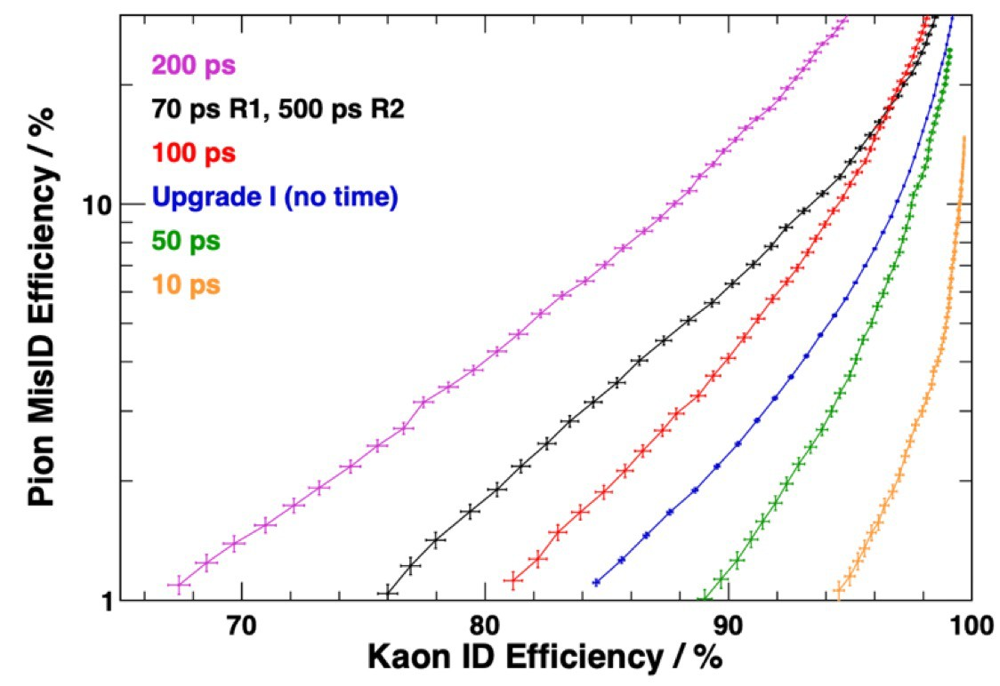 200 ps
70 ps R1, 500 ps R2
100 ps
Upgrade I (no time)
50 ps
10 ps
Pion MisID Efficiency / %
10
1
70 80 90 100
Kaon ID Efficiency / %